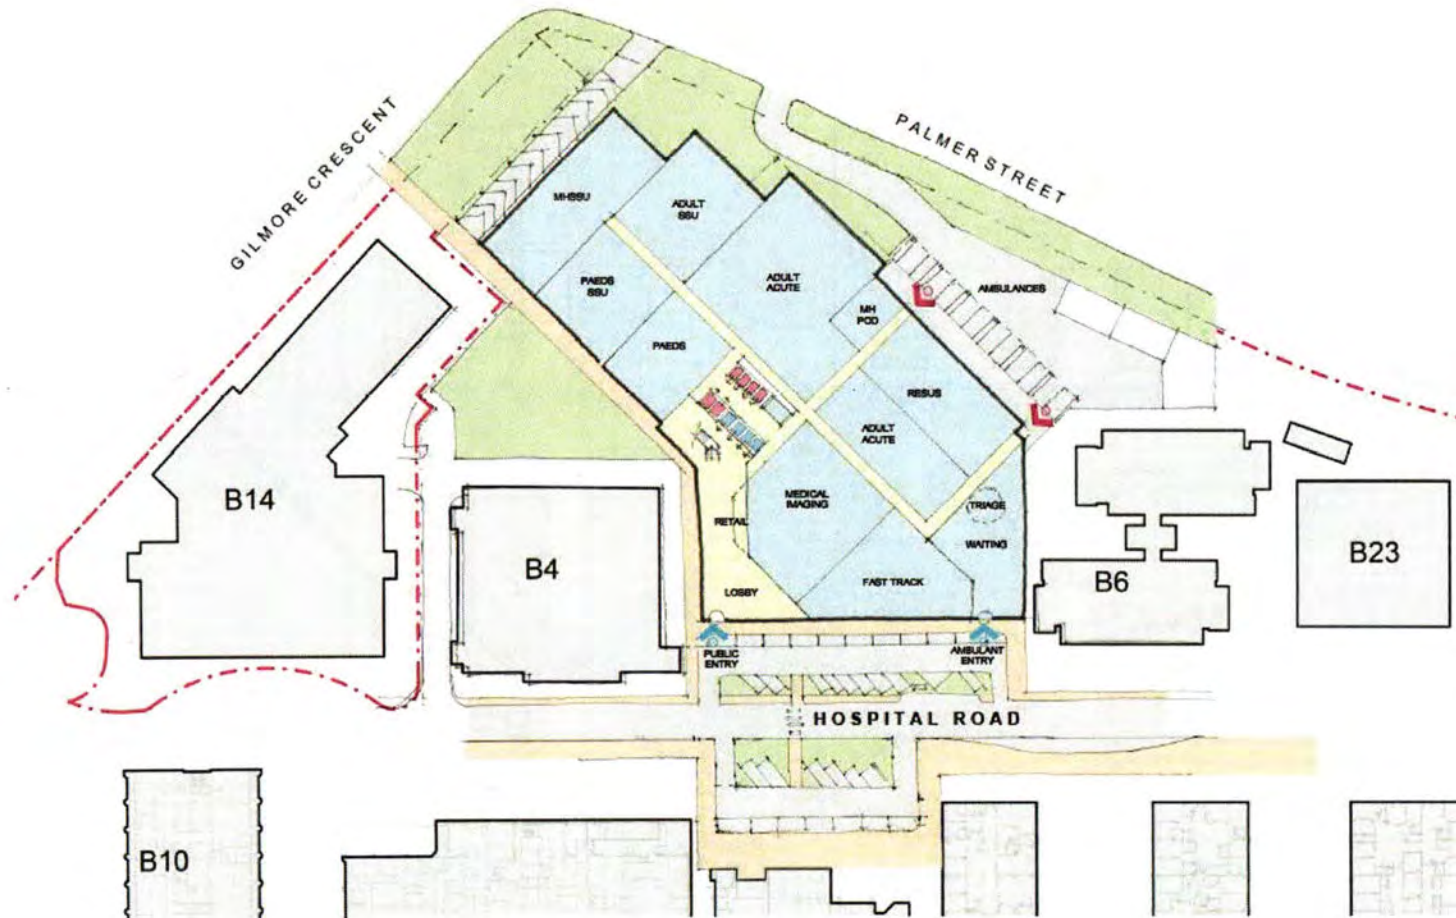 GILMORE CRESCENT
PALMER STREET
MHSSU
ADULT
SSU
PAEDS
SSU
ADULT
ACUTE
AMBULANCES
MH
POD
PAEDS
RESUS
ADULT
ACUTE
B14
MEDICAL
IMAGING
TRIAGE
RETAIL
WAITING
B4
B6
B23
FAST TRACK
LOBBY
PUBLIC
ENTRY
AMBULANT
ENTRY
HOSPITAL ROAD
B10